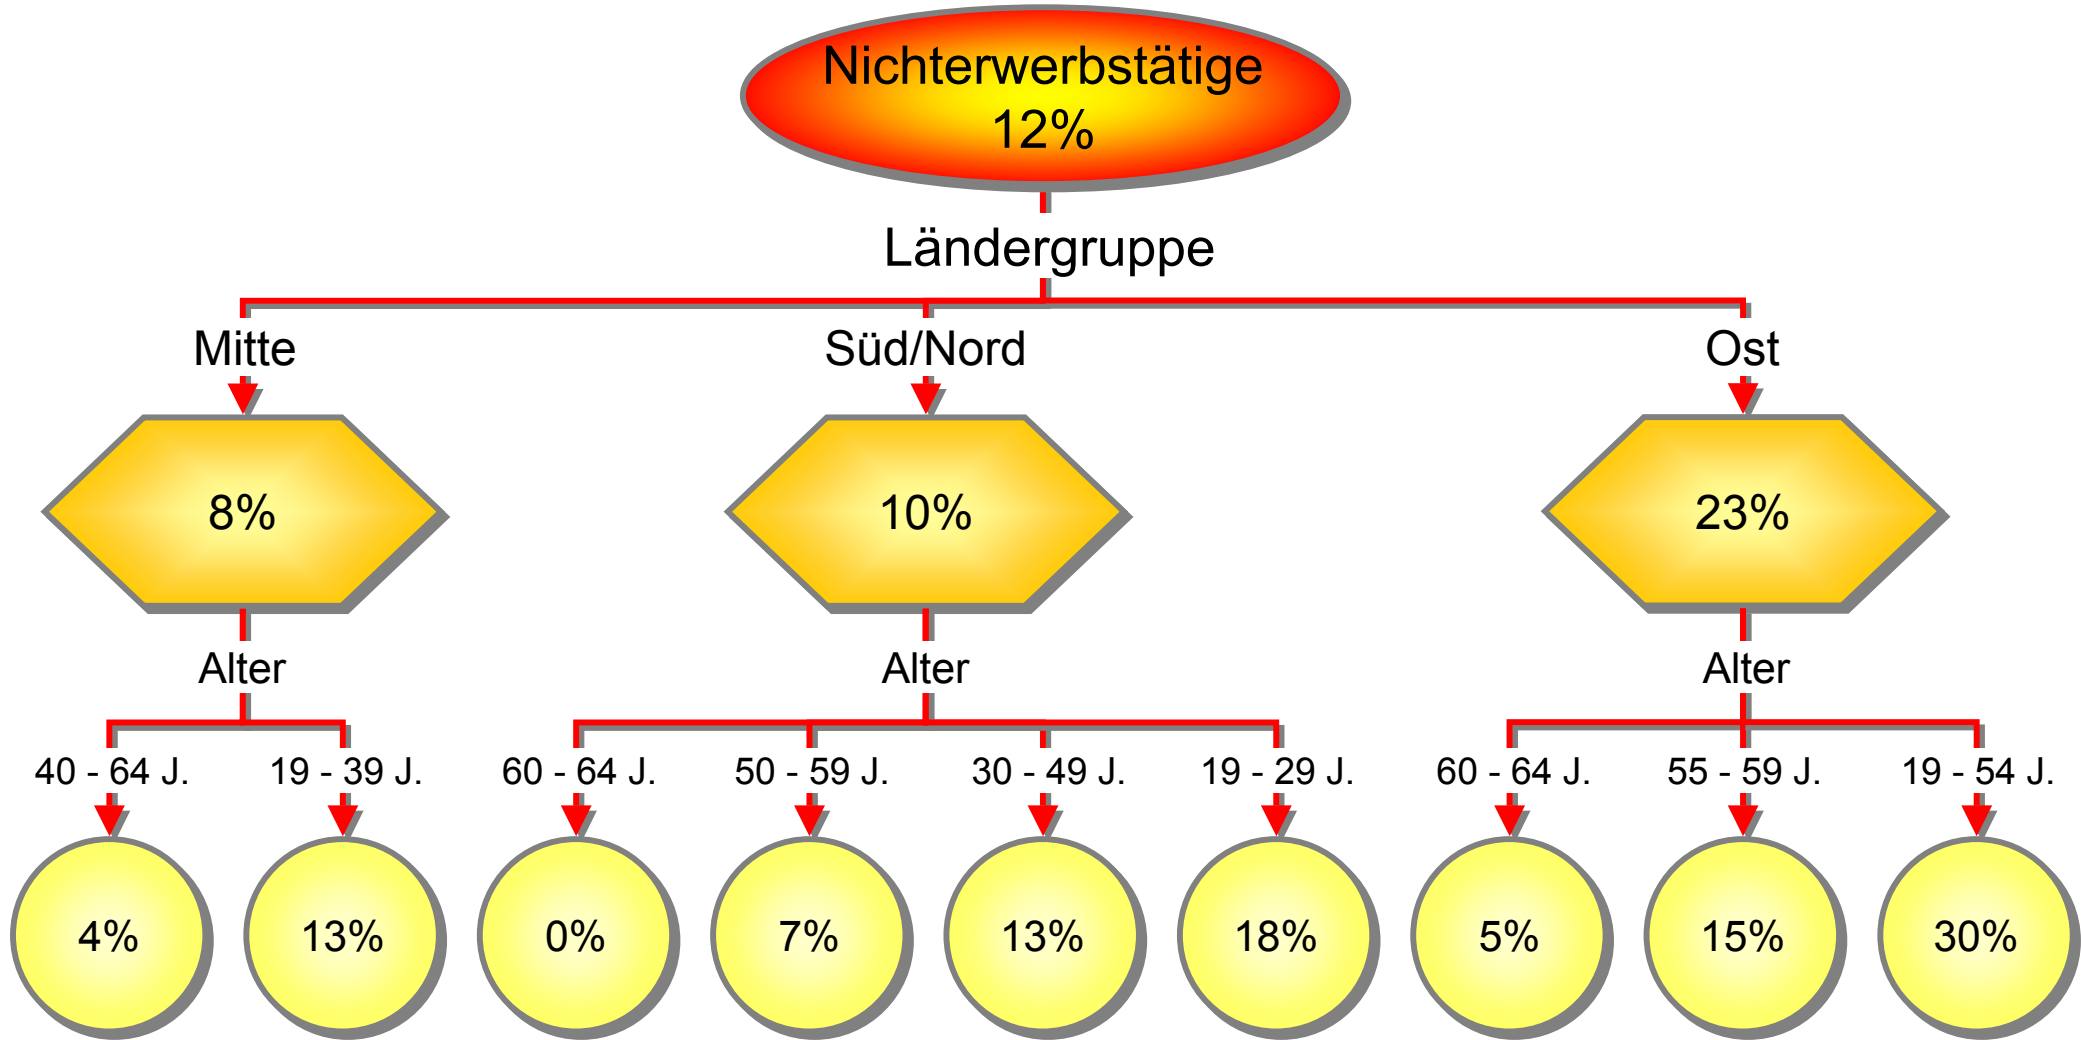 Nichterwerbstätige
12%
Ländergruppe
Mitte Süd/Nord Ost
8% 10% 23%
Alter Alter Alter
40 - 64 J. 19 - 39 J. 60 - 64 J. 50 - 59 J. 30 - 49 J. 19 - 29 J. 60 - 64 J. 55 - 59 J. 19 - 54 J.
4% 13% 0% 7% 13% 18% 5% 15% 30%